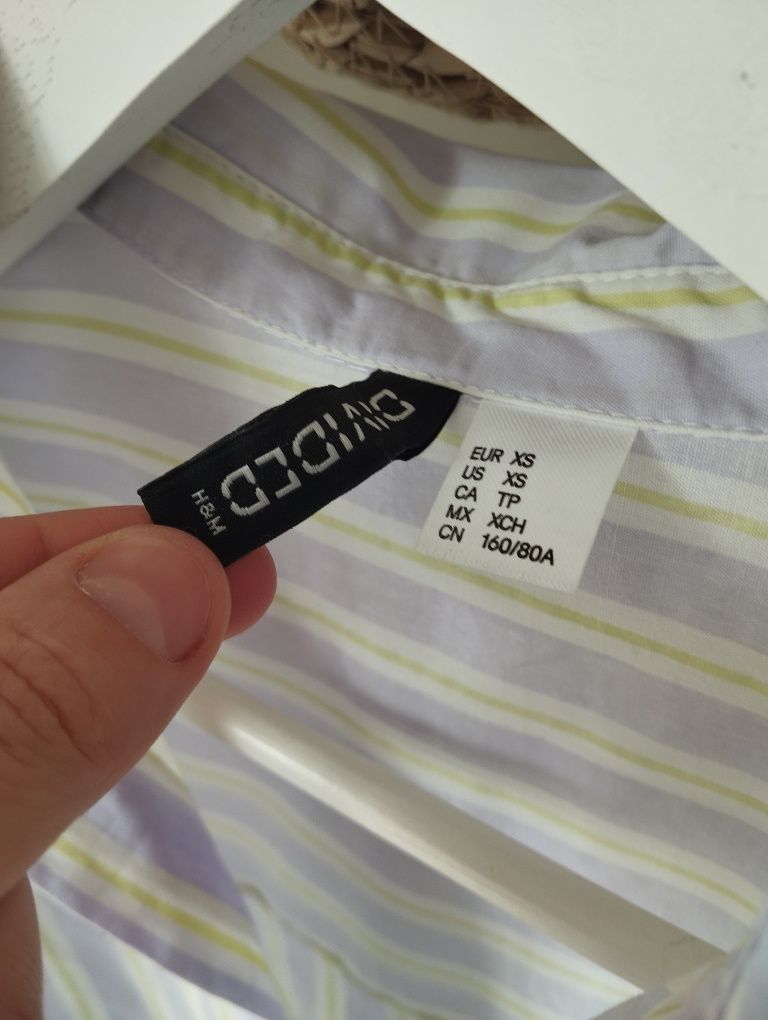 DIVIDED
H&M
EUR XS
US XS
CA TP
MX XCH
CN 160/80A